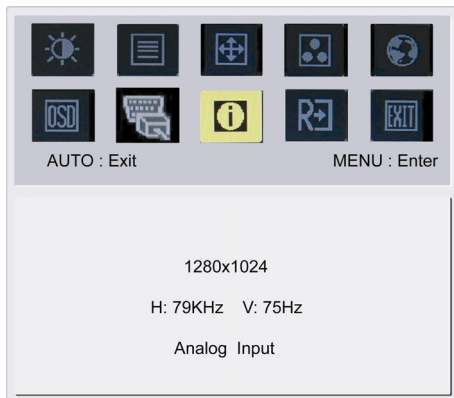 OSD
R
EXIT
AUTO : Exit MENU : Enter
1280x1024
H: 79KHz V: 75Hz
Analog Input